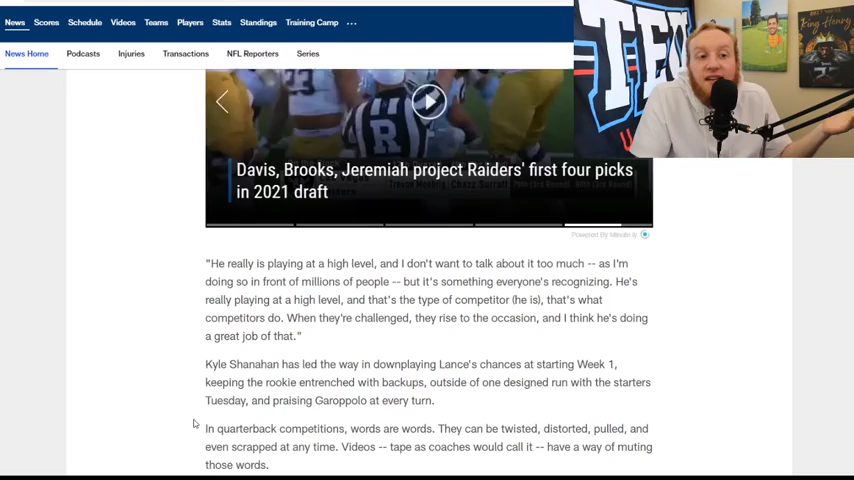 News Scores Schedule Videos Teams Players Stats Standings Training Camp ...
News Home Podcasts Injuries Transactions NFL Reporters Series
TEN
KING HENRY
23
R
Davis, Brooks, Jeremiah project Raiders' first four picks
in 2021 draft
Powered By Minute.ly
"He really is playing at a high level, and I don't want to talk about it too much -- as I'm
doing so in front of millions of people -- but it's something everyone's recognizing. He's
really playing at a high level, and that's the type of competitor (he is), that's what
competitors do. When they're challenged, they rise to the occasion, and I think he's doing
a great job of that."
Kyle Shanahan has led the way in downplaying Lance's chances at starting Week 1,
keeping the rookie entrenched with backups, outside of one designed run with the starters
Tuesday, and praising Garoppolo at every turn.
In quarterback competitions, words are words. They can be twisted, distorted, pulled, and
even scrapped at any time. Videos -- tape as coaches would call it -- have a way of muting
those words.